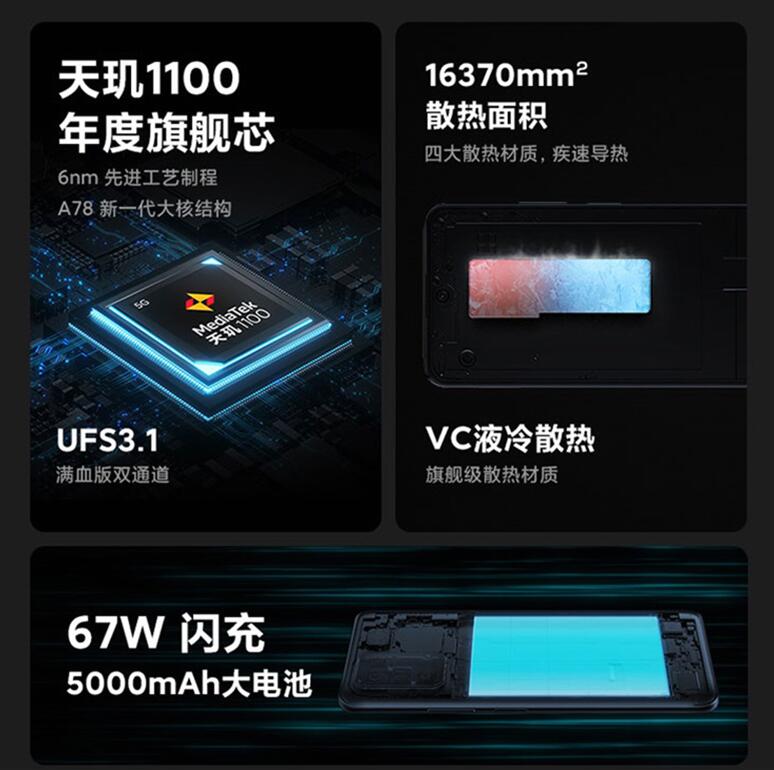 天玑1100
年度旗舰芯
6nm 先进工艺制程
A78 新一代大核结构
5G
MediaTek
天玑1100
UFS3.1
满血版双通道
16370mm²
散热面积
四大散热材质，疾速导热
VC液冷散热
旗舰级散热材质
67W 闪充
5000mAh大电池